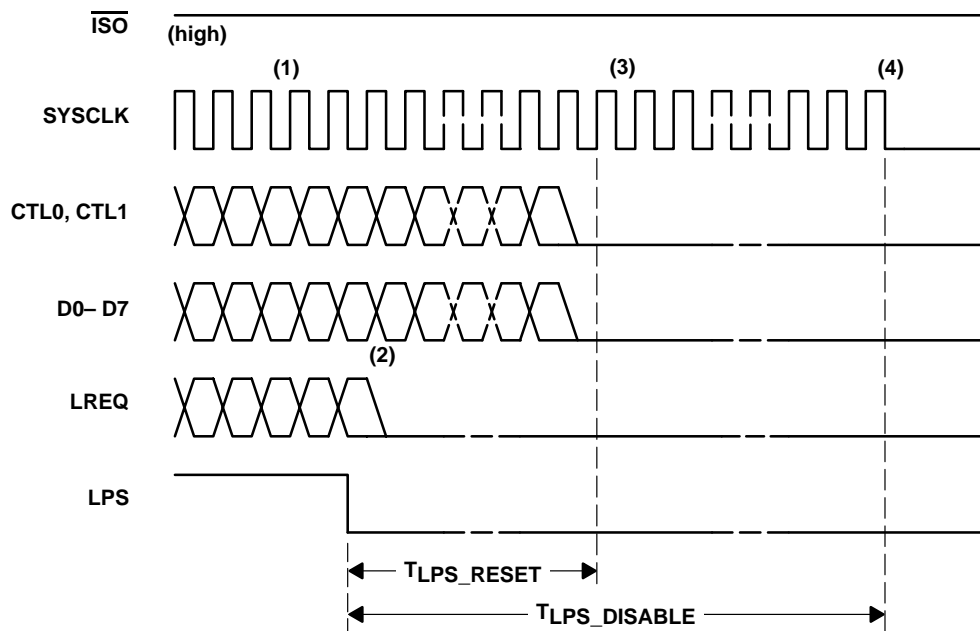 ISO
(high)
(1)
(3)
(4)
SYSCLK
CTL0, CTL1
D0– D7
(2)
LREQ
LPS
TLPS_RESET
TLPS_DISABLE